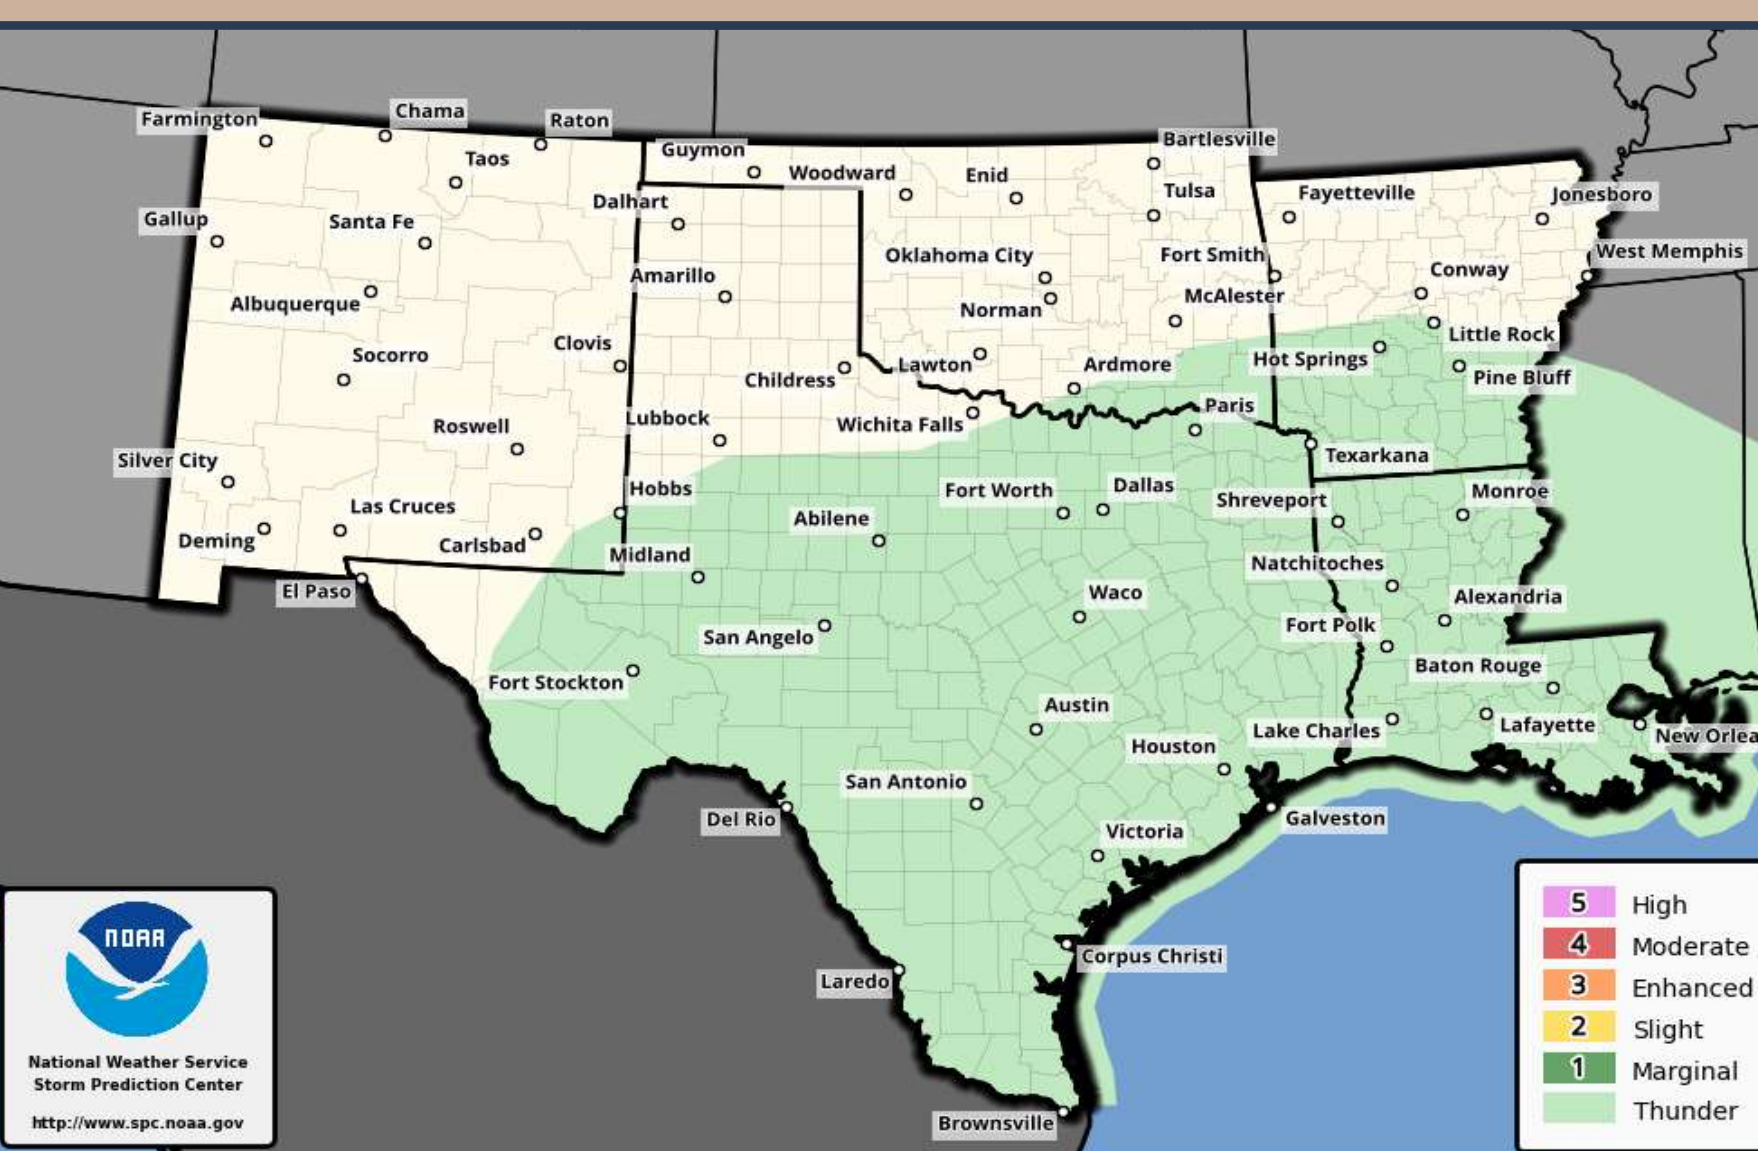 Farmington
Chama
Raton
Taos
Guymon
Woodward
Enid
Bartlesville
Tulsa
Fayetteville
Jonesboro
Gallup
Santa Fe
Dalhart
Oklahoma City
Fort Smith
West Memphis
Conway
Albuquerque
Amarillo
Norman
McAlester
Little Rock
Socorro
Clovis
Childress
Lawton
Ardmore
Hot Springs
Pine Bluff
Roswell
Lubbock
Wichita Falls
Paris
Texarkana
Silver City
Hobbs
Fort Worth
Dallas
Shreveport
Monroe
Las Cruces
Abilene
Deming
Carlsbad
Midland
Natchitoches
El Paso
Waco
Alexandria
San Angelo
Fort Polk
Fort Stockton
Baton Rouge
Austin
Lake Charles
Lafayette
New Orlea
Houston
San Antonio
Del Rio
Galveston
Victoria
Corpus Christi
Laredo
Brownsville
NOAA
National Weather Service
Storm Prediction Center
http://www.spc.noaa.gov
5 High
4 Moderate
3 Enhanced
2 Slight
1 Marginal
Thunder